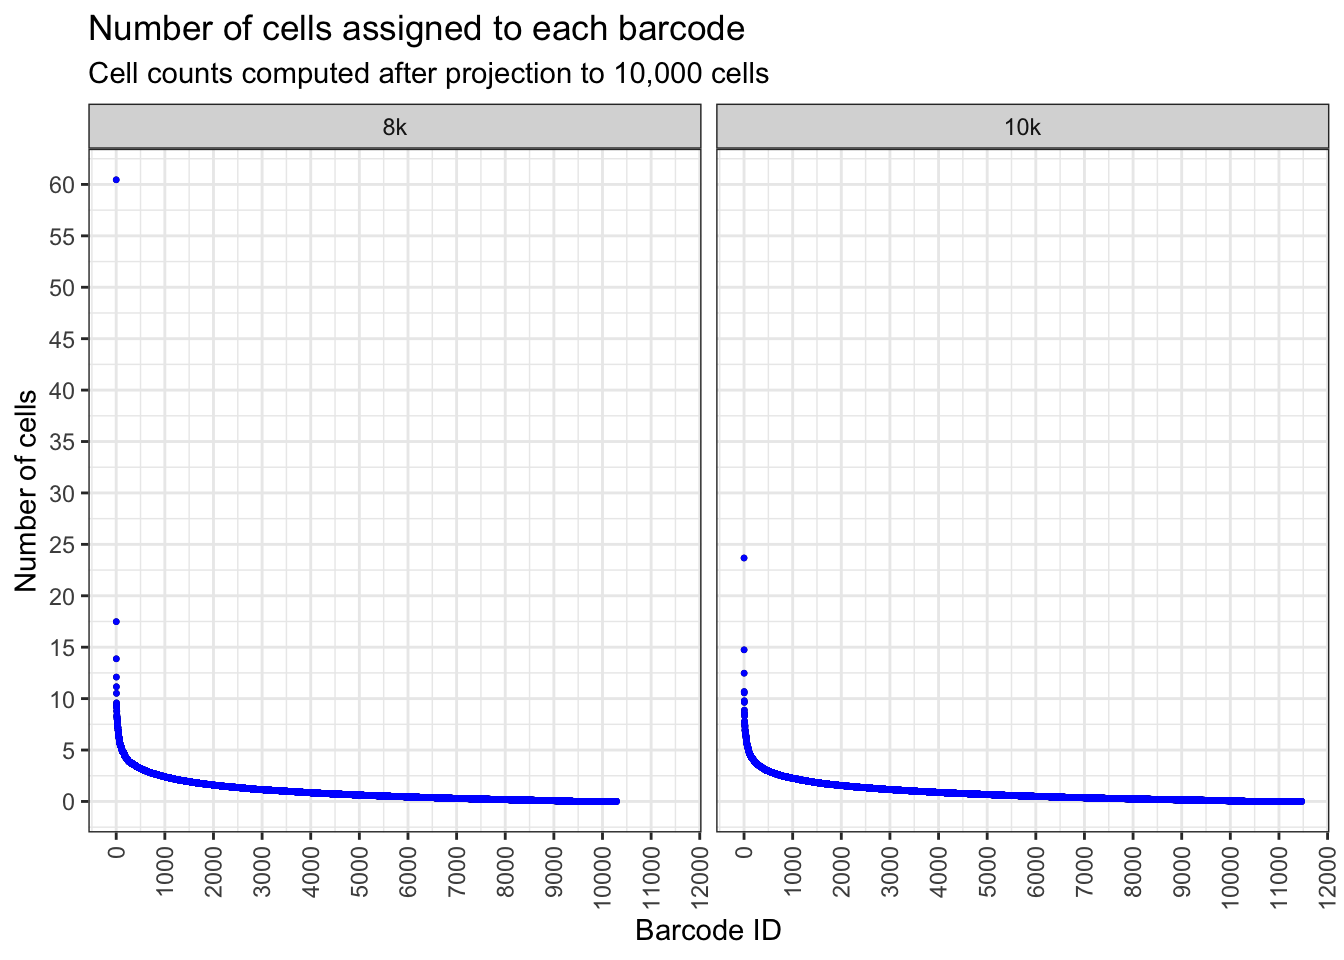 Number of cells assigned to each barcode
Cell counts computed after projection to 10,000 cells
8k
10k
Number of cells
60
55
50
45
40
35
30
25
20
15
10
5
0
0 1000 2000 3000 4000 5000 6000 7000 8000 9000 10000 11000 12000
0 1000 2000 3000 4000 5000 6000 7000 8000 9000 10000 11000 12000
Barcode ID